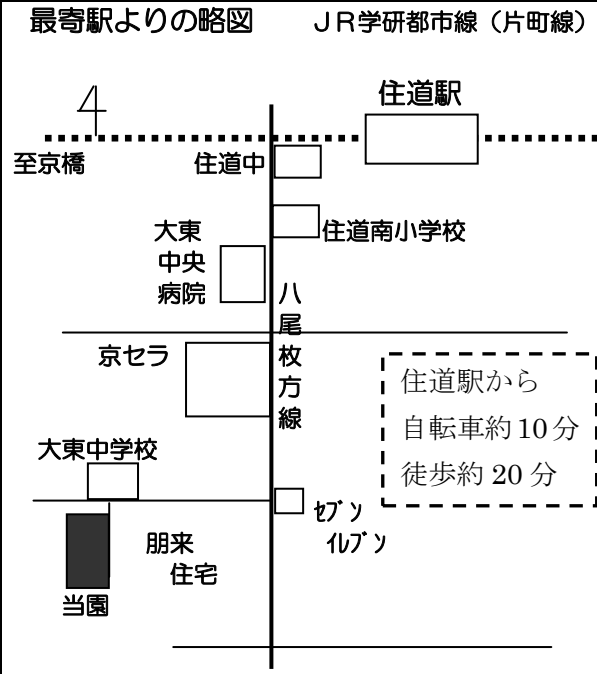 最寄駅よりの略図 JR学研都市線（片町線）
4
住道駅
至京橋
住道中
住道南小学校
大東
中央
病院
八尾枚方線
京セラ
住道駅から
自転車約10分
徒歩約20分
大東中学校
ｾﾌﾞﾝ
ｲﾚﾌﾞﾝ
朋来
住宅
当園